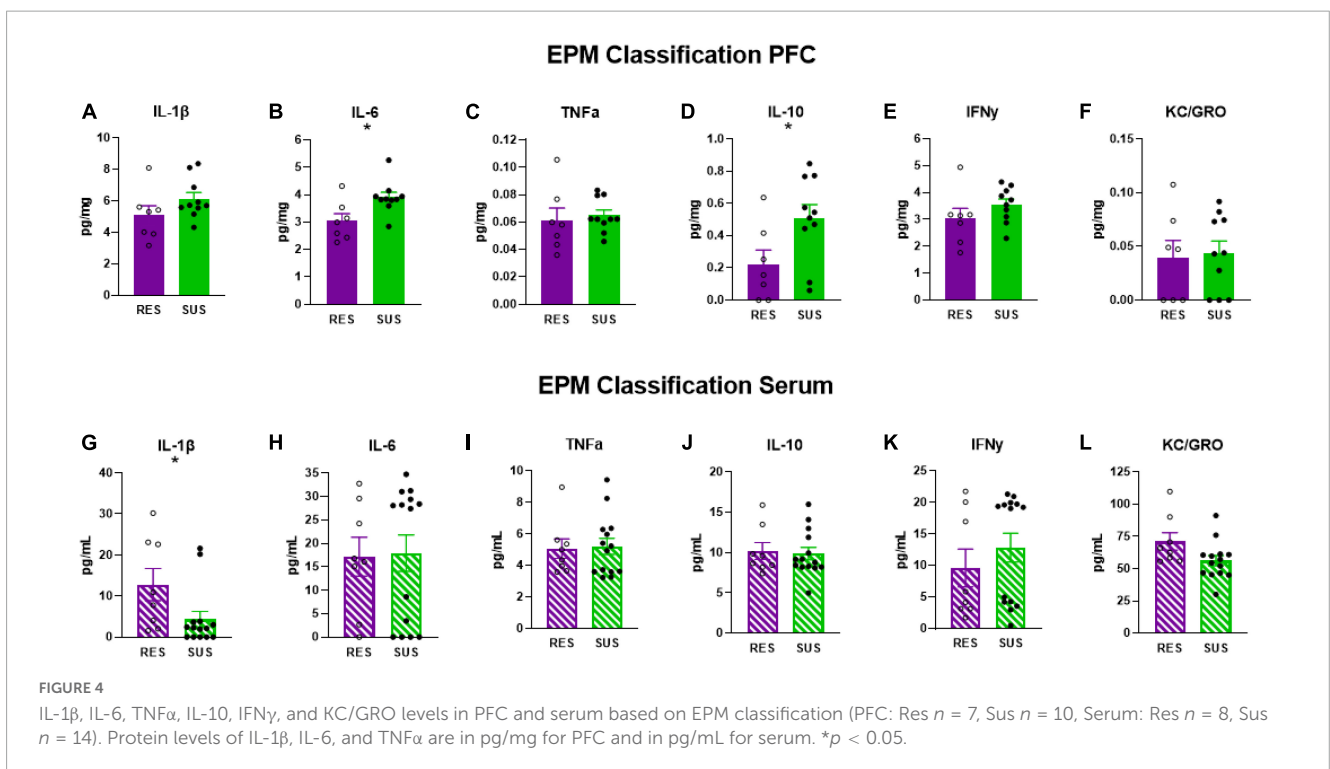 EPM Classification PFC
A IL-1β
pg/mg
10
8
6
4
2
0
RES SUS
B IL-6
*
pg/mg
6
5
4
3
2
1
0
RES SUS
C TNFa
pg/mg
0.12
0.10
0.08
0.06
0.04
0.02
0.00
RES SUS
D IL-10
*
pg/mg
1.0
0.8
0.6
0.4
0.2
0.0
RES SUS
E IFNy
pg/mg
6
5
4
3
2
1
0
RES SUS
F KC/GRO
pg/mg
0.15
0.10
0.05
0.00
RES SUS
EPM Classification Serum
G IL-1β
*
pg/mL
40
30
20
10
0
RES SUS
H IL-6
pg/mL
35
30
25
20
15
10
5
0
RES SUS
I TNFa
pg/mL
10
8
6
4
2
0
RES SUS
J IL-10
pg/mL
20
15
10
5
0
RES SUS
K IFNy
pg/mL
25
20
15
10
5
0
RES SUS
L KC/GRO
pg/mL
125
100
75
50
25
0
RES SUS
FIGURE 4
IL-1β, IL-6, TNFα, IL-10, IFNγ, and KC/GRO levels in PFC and serum based on EPM classification (PFC: Res n = 7, Sus n = 10, Serum: Res n = 8, Sus
n = 14). Protein levels of IL-1β, IL-6, and TNFα are in pg/mg for PFC and in pg/mL for serum. *p < 0.05.